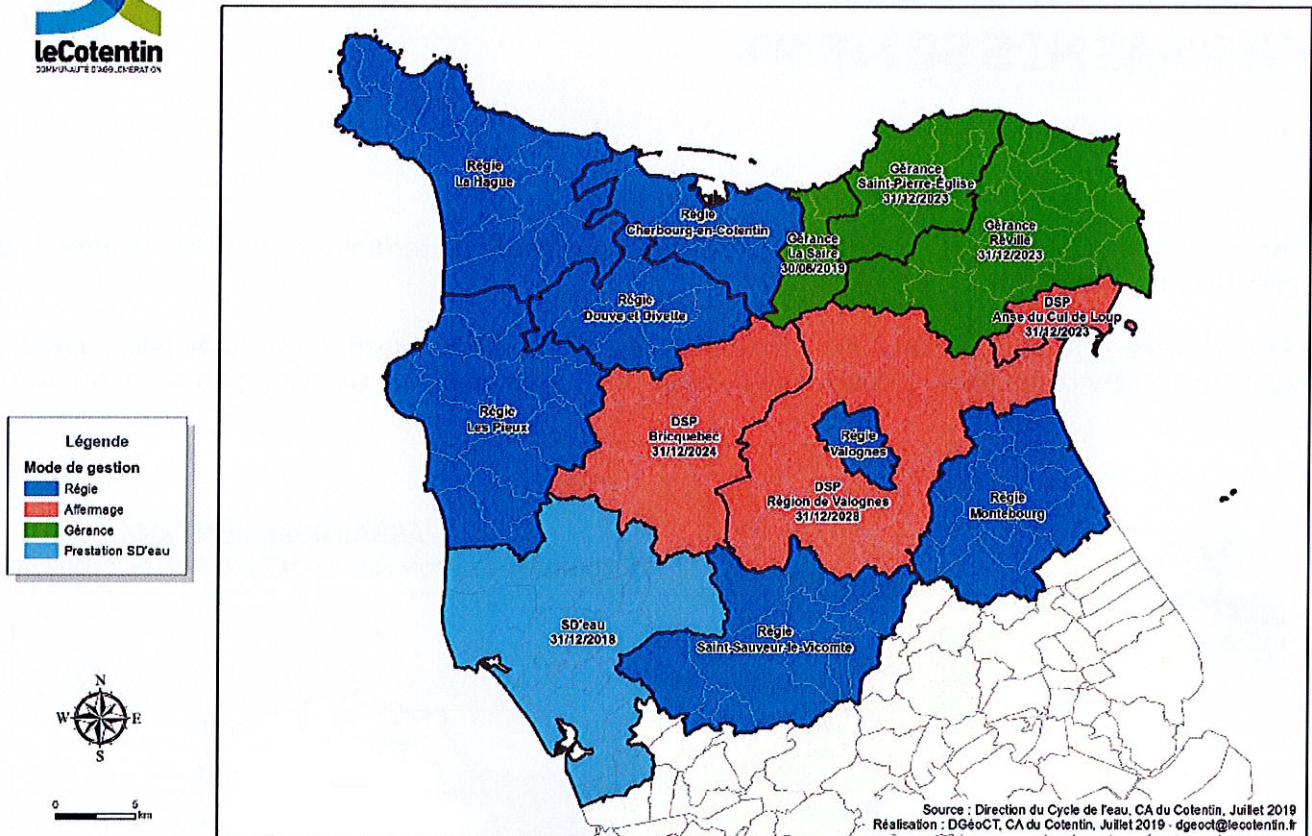 leCotentin
COMMUNAUTÉ D'AGGLOMÉRATION
Régie
La Hague
Régie
Cherbourg-en-Cotentin
Gérance
Saint-Pierre-Église
31/12/2023
Gérance
La Saire
30/06/2019
Gérance
Réville
31/12/2023
DSP
Anse du Cul de Loup
31/12/2023
Régie
Douve et Divette
Régie
Les Pieux
DSP
Bricquebec
31/12/2024
Régie
Valognes
DSP
Région de Valognes
31/12/2028
Régie
Montebourg
SD'eau
31/12/2018
Régie
Saint-Sauveur-le-Vicomte
Légende
Mode de gestion
Régie
Affermage
Gérance
Prestation SD'eau
N
W E
S
0 5
km
Source : Direction du Cycle de l'eau, CA du Cotentin, Juillet 2019
Réalisation : DGéoCT, CA du Cotentin, Juillet 2019 - dgeoct@lecotentin.fr